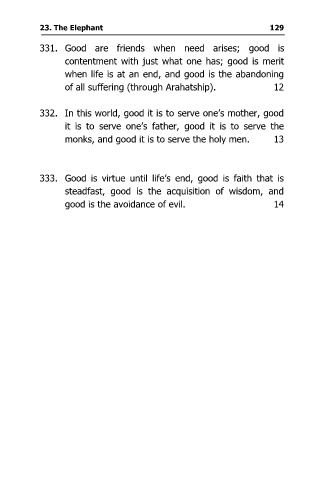 23. The Elephant 129
331. Good are friends when need arises; good is
contentment with just what one has; good is merit
when life is at an end, and good is the abandoning
of all suffering (through Arahatship). 12
332. In this world, good it is to serve one's mother, good
it is to serve one's father, good it is to serve the
monks, and good it is to serve the holy men. 13
333. Good is virtue until life's end, good is faith that is
steadfast, good is the acquisition of wisdom, and
good is the avoidance of evil. 14